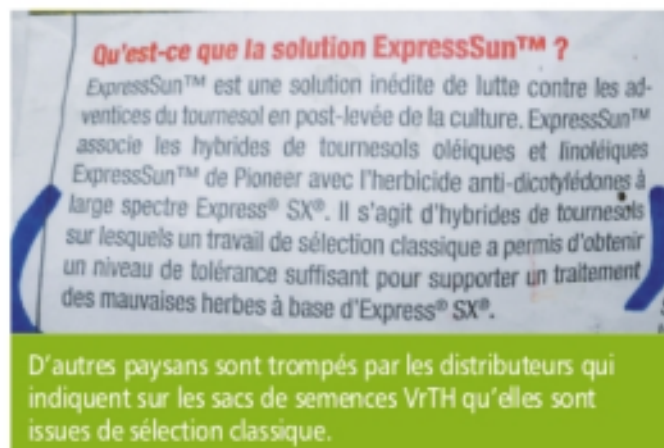 Qu'est-ce que la solution ExpressSun™ ?
ExpressSun™ est une solution inédite de lutte contre les ad-
ventices du tournesol en post-levée de la culture. ExpressSun™
associe les hybrides de tournesols oléiques et linoléiques
ExpressSun™ de Pioneer avec l'herbicide anti-dicotylédones à
large spectre Express® SX®. Il s'agit d'hybrides de tournesols
sur lesquels un travail de sélection classique a permis d'obtenir
un niveau de tolérance suffisant pour supporter un traitement
des mauvaises herbes à base d'Express® SX®.
D'autres paysans sont trompés par les distributeurs qui
indiquent sur les sacs de semences VrTH qu'elles sont
issues de sélection classique.